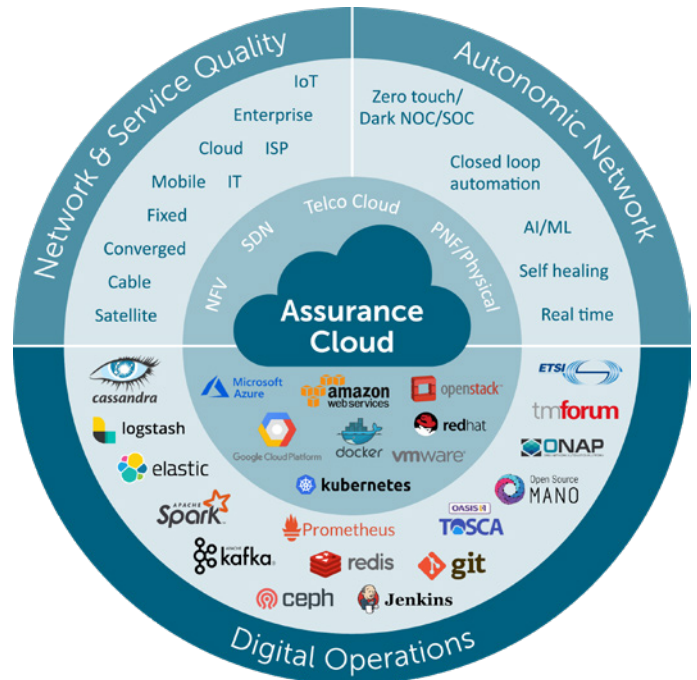 Network & Service Quality
Autonomic Network
IoT
Enterprise
Cloud ISP
Mobile IT
Fixed
Converged
Cable
Satellite
Zero touch/
Dark NOC/SOC
Closed loop
automation
AI/ML
Self healing
Real time
NFV
SDN
Telco Cloud
PNF/Physical
Assurance
Cloud
cassandra
logstash
elastic
APACHE
Spark
APACHE
kafka
Microsoft
Azure
amazon
web services
openstack
Google Cloud Platform
docker
redhat
vmware
kubernetes
Prometheus
redis
ceph
Jenkins
git
OASIS
TOSCA
ETSI
tmforum
ONAP
Open Source
MANO
Digital Operations